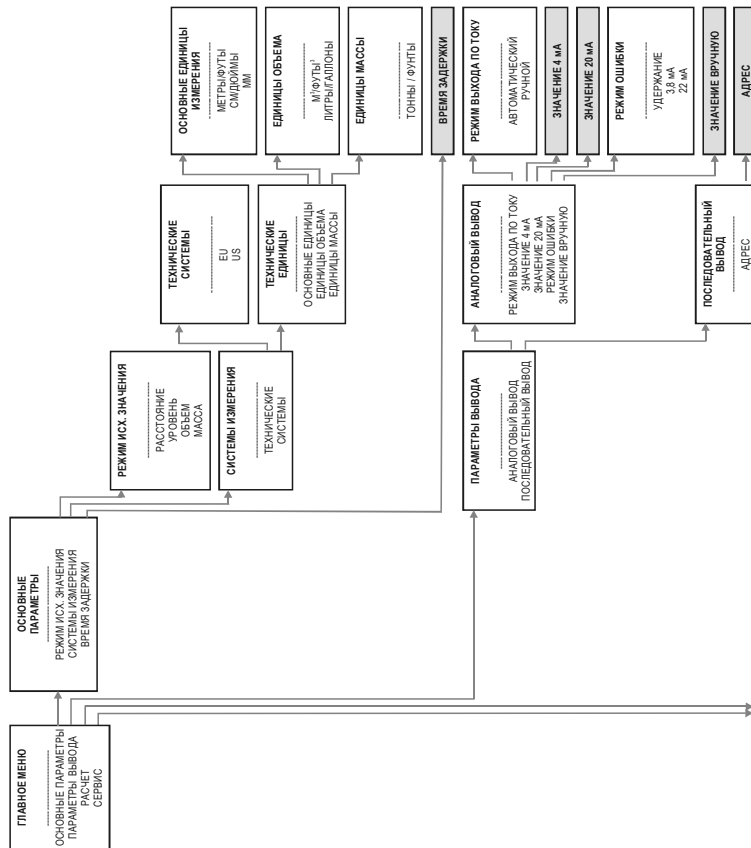 ГЛАВНОЕ МЕНЮ
ОСНОВНЫЕ ПАРАМЕТРЫ
ПАРАМЕТРЫ ВЫВОДА
РАСЧЕТ
СЕРВИС
ОСНОВНЫЕ
ПАРАМЕТРЫ
РЕЖИМ ИСХ. ЗНАЧЕНИЯ
СИСТЕМЫ ИЗМЕРЕНИЯ
ВРЕМЯ ЗАДЕРЖКИ
РЕЖИМ ИСХ. ЗНАЧЕНИЯ
РАССТОЯНИЕ
УРОВЕНЬ
ОБЪЕМ
МАССА
СИСТЕМЫ ИЗМЕРЕНИЯ
ТЕХНИЧЕСКИЕ
СИСТЕМЫ
ТЕХНИЧЕСКИЕ
СИСТЕМЫ
EU
US
ТЕХНИЧЕСКИЕ
ЕДИНИЦЫ
ОСНОВНЫЕ ЕДИНИЦЫ
ЕДИНИЦЫ ОБЪЕМА
ЕДИНИЦЫ МАССЫ
ОСНОВНЫЕ ЕДИНИЦЫ
ИЗМЕРЕНИЯ
МЕТРЫ/ФУТЫ
СМ/ДЮЙМЫ
ММ
ЕДИНИЦЫ ОБЪЕМА
ЛИТРЫ/ГАЛЛОНЫ
ЕДИНИЦЫ МАССЫ
ТОННЫ / ФУНТЫ
ВРЕМЯ ЗАДЕРЖКИ
ПАРАМЕТРЫ ВЫВОДА
АНАЛОГОВЫЙ ВЫВОД
ПОСЛЕДОВАТЕЛЬНЫЙ ВЫВОД
АНАЛОГОВЫЙ ВЫВОД
РЕЖИМ ВЫХОДА ПО ТОКУ
ЗНАЧЕНИЕ 4 мА
ЗНАЧЕНИЕ 20 мА
РЕЖИМ ОШИБКИ
ЗНАЧЕНИЕ ВРУЧНУЮ
РЕЖИМ ВЫХОДА ПО ТОКУ
АВТОМАТИЧЕСКИЙ
РУЧНОЙ
ЗНАЧЕНИЕ 4 мА
ЗНАЧЕНИЕ 20 мА
РЕЖИМ ОШИБКИ
УДЕРЖАНИЕ
3,8 мА
22 мА
ЗНАЧЕНИЕ ВРУЧНУЮ
ПОСЛЕДОВАТЕЛЬНЫЙ
ВЫВОД
АДРЕС
АДРЕС